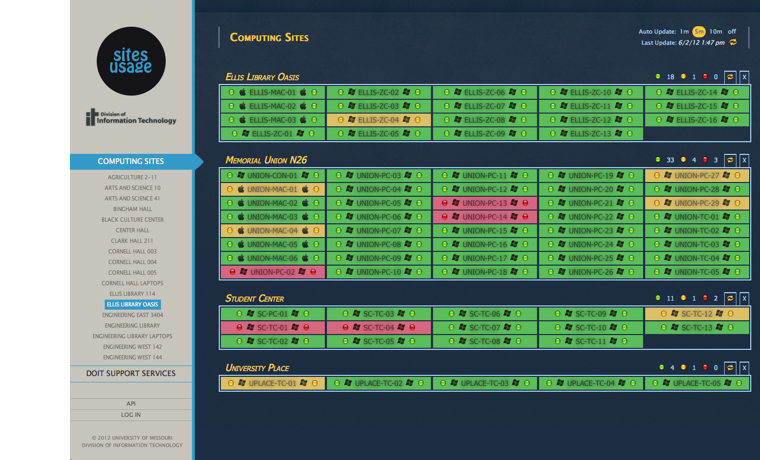 sites
usage
Division of
Information Technology
COMPUTING SITES
AGRICULTURE 2-11
ARTS AND SCIENCE 10
ARTS AND SCIENCE 41
BINGHAM HALL
BLACK CULTURE CENTER
CENTER HALL
CLARK HALL 211
CORNELL HALL 003
CORNELL HALL 004
CORNELL HALL 005
CORNELL HALL LAPTOPS
ELLIS LIBRARY 114
ELLIS LIBRARY OASIS
ENGINEERING EAST 3404
ENGINEERING LIBRARY
ENGINEERING LIBRARY LAPTOPS
ENGINEERING WEST 142
ENGINEERING WEST 144
DOIT SUPPORT SERVICES
API
LOG IN
© 2012 UNIVERSITY OF MISSOURI
DIVISION OF INFORMATION TECHNOLOGY
COMPUTING SITES
Auto Update: 1m 5m 10m off
Last Update: 6/2/12 1:47 pm
ELLIS LIBRARY OASIS 18 1 0 X
ELLIS-MAC-01 ELLIS-ZC-02 ELLIS-ZC-06 ELLIS-ZC-10 ELLIS-ZC-14
ELLIS-MAC-02 ELLIS-ZC-03 ELLIS-ZC-07 ELLIS-ZC-11 ELLIS-ZC-15
ELLIS-MAC-03 ELLIS-ZC-04 ELLIS-ZC-08 ELLIS-ZC-12 ELLIS-ZC-16
ELLIS-ZC-01 ELLIS-ZC-05 ELLIS-ZC-09 ELLIS-ZC-13
MEMORIAL UNION N26 33 4 3 X
UNION-CON-01 UNION-PC-03 UNION-PC-11 UNION-PC-19 UNION-PC-27
UNION-MAC-01 UNION-PC-04 UNION-PC-12 UNION-PC-20 UNION-PC-28
UNION-MAC-02 UNION-PC-05 UNION-PC-13 UNION-PC-21 UNION-PC-29
UNION-MAC-03 UNION-PC-06 UNION-PC-14 UNION-PC-22 UNION-TC-01
UNION-MAC-04 UNION-PC-07 UNION-PC-15 UNION-PC-23 UNION-TC-02
UNION-MAC-05 UNION-PC-08 UNION-PC-16 UNION-PC-24 UNION-TC-03
UNION-MAC-06 UNION-PC-09 UNION-PC-17 UNION-PC-25 UNION-TC-04
UNION-PC-02 UNION-PC-10 UNION-PC-18 UNION-PC-26 UNION-TC-05
STUDENT CENTER 11 1 2 X
SC-PC-01 SC-TC-03 SC-TC-06 SC-TC-09 SC-TC-12
SC-TC-01 SC-TC-04 SC-TC-07 SC-TC-10 SC-TC-13
SC-TC-02 SC-TC-05 SC-TC-08 SC-TC-11
UNIVERSITY PLACE 4 1 0 X
UPLACE-TC-01 UPLACE-TC-02 UPLACE-TC-03 UPLACE-TC-04 UPLACE-TC-05